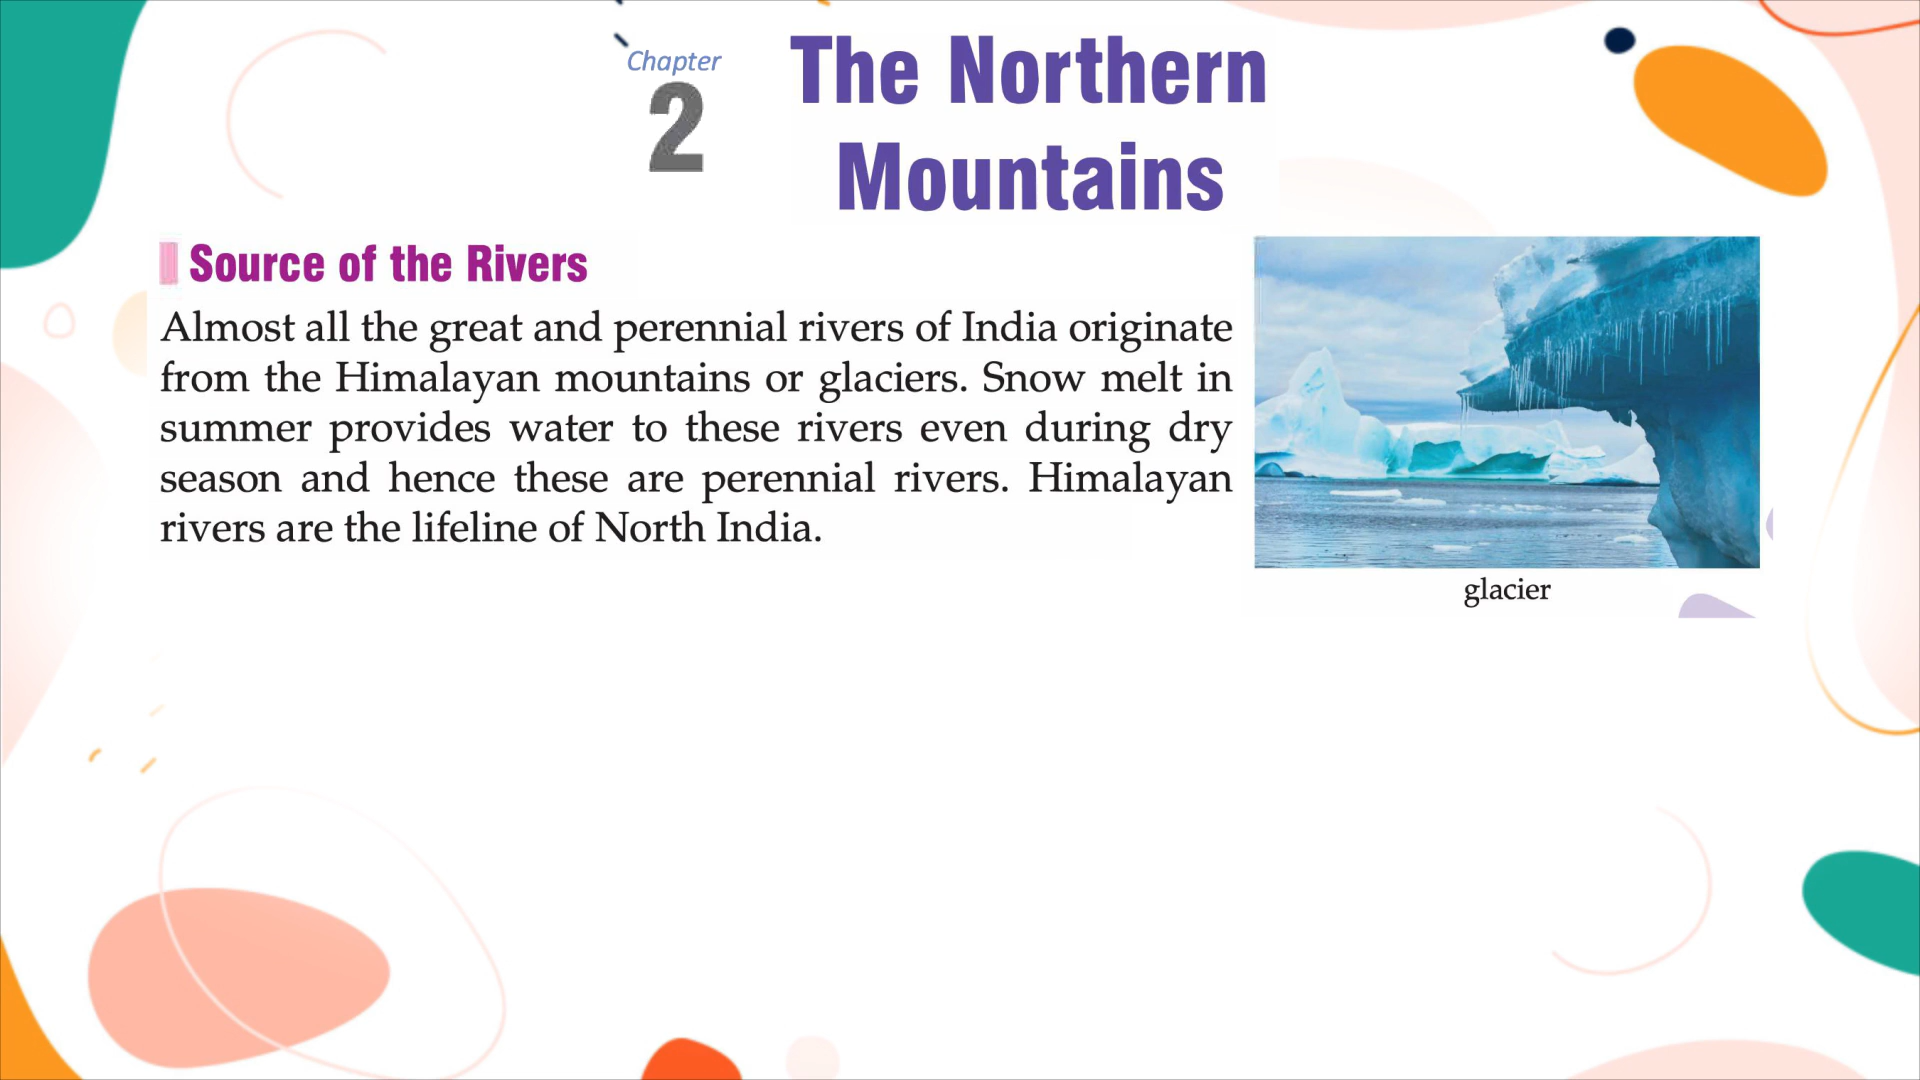 Chapter
2
The Northern
Mountains
Source of the Rivers
Almost all the great and perennial rivers of India originate
from the Himalayan mountains or glaciers. Snow melt in
summer provides water to these rivers even during dry
season and hence these are perennial rivers. Himalayan
rivers are the lifeline of North India.
glacier